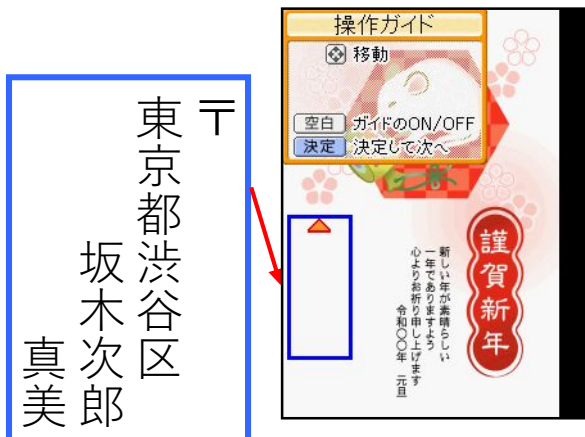 〒
東京都渋谷区
坂木次郎
真美
操作ガイド
移動
空白 ガイドのON/OFF
決定 決定して次へ
謹賀新年
新しい年が素晴らしい
一年でありますよう
心よりお祈り申し上げます
令和〇〇年 元旦